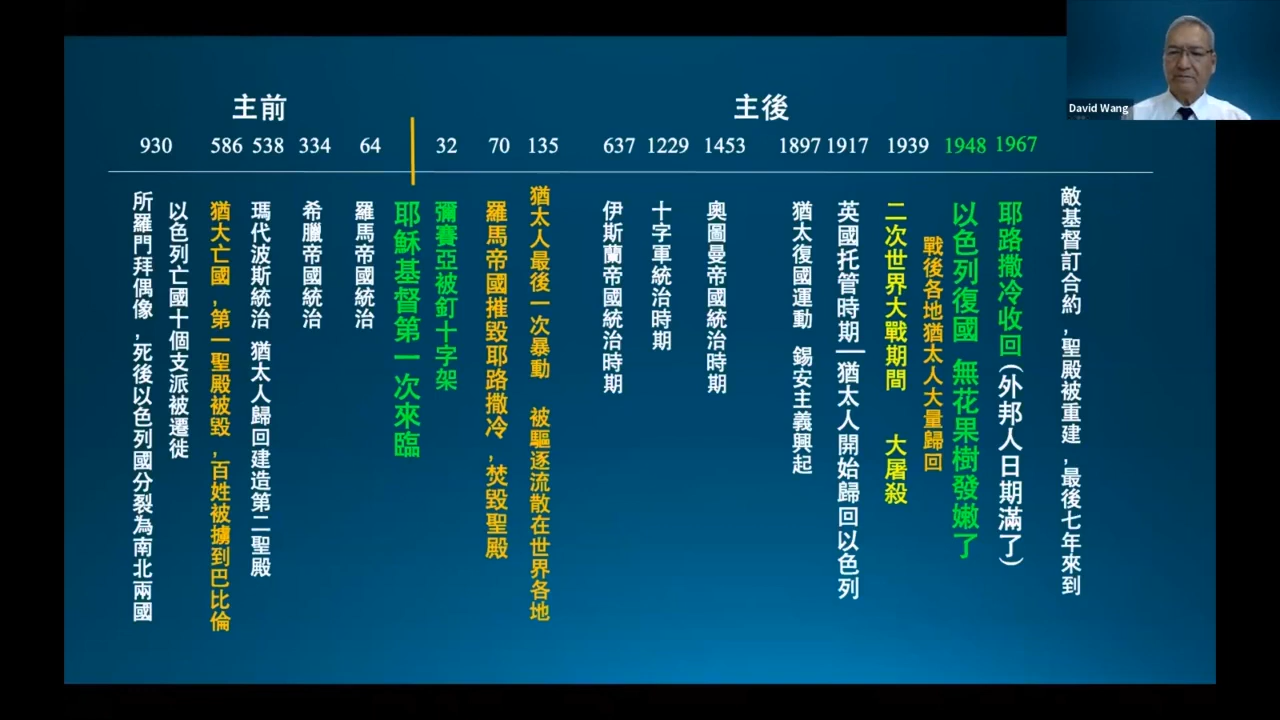 David Wang
主前
主後
930
586
538
334
64
32
70
135
637
1229
1453
1897
1917
1939
1948
1967
所羅門拜偶像，死後以色列國分裂為南北兩國
以色列亡國十個支派被遷徙
猶大亡國，第一聖殿被毀，百姓被擄到巴比倫
瑪代波斯統治 猶太人歸回建造第二聖殿
希臘帝國統治
羅馬帝國統治
耶穌基督第一次來臨
彌賽亞被釘十字架
羅馬帝國摧毀耶路撒冷，焚毀聖殿
猶太人最後一次暴動 被驅逐流散在世界各地
伊斯蘭帝國統治時期
十字軍統治時期
奧圖曼帝國統治時期
猶太復國運動 錫安主義興起
英國托管時期—猶太人開始歸回以色列
二次世界大戰期間 大屠殺
戰後各地猶太人大量歸回
以色列復國 無花果樹發嫩了
耶路撒冷收回(外邦人日期滿了)
敵基督訂合約，聖殿被重建，最後七年來到